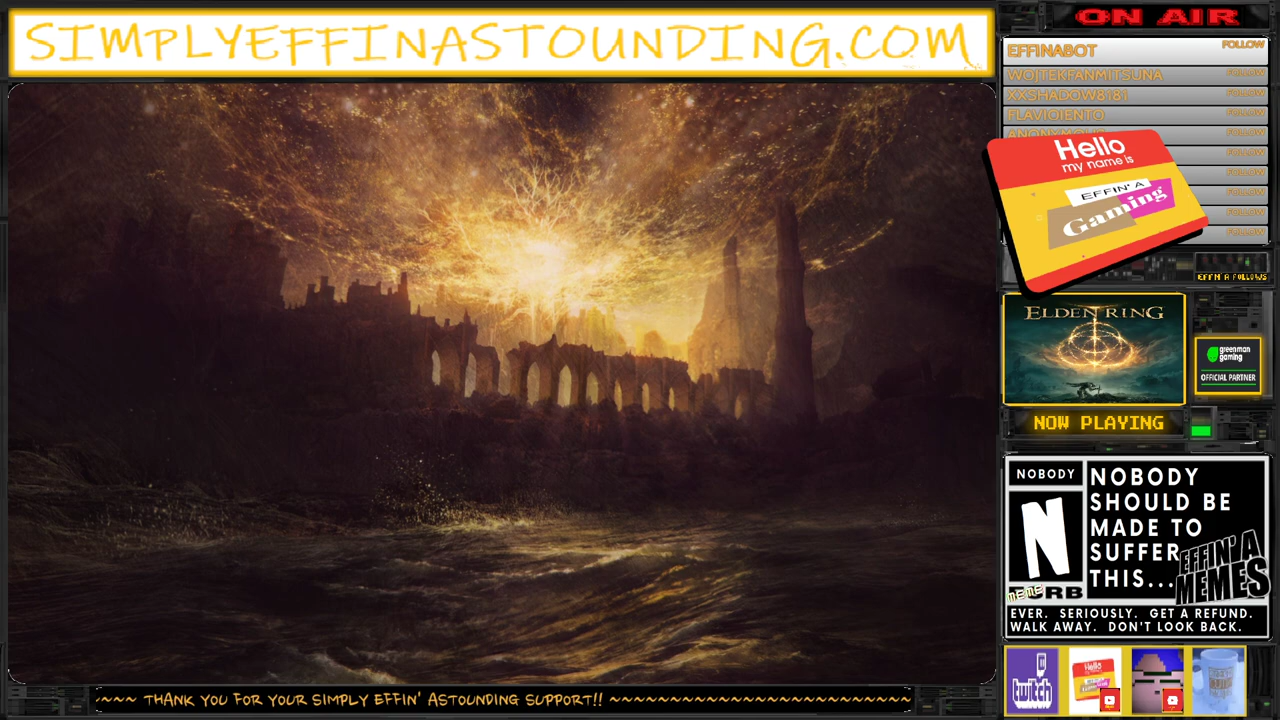 SIMPLYEFFINASTOUNDING.COM
ON AIR
EFFINABOT FOLLOW
WOJTEKFANMITSUNA FOLLOW
XXSHADOW8181 FOLLOW
FLAVIOIENTO FOLLOW
FOLLOW
FOLLOW
FOLLOW
FOLLOW
FOLLOW
FOLLOW
Hello
my name is
EFFIN' A
Gaming
EFFIN' A FOLLOWS
ELDEN RING
greenman
gaming
OFFICIAL PARTNER
NOW PLAYING
NOBODY
N
MEME
NOBODY
SHOULD BE
MADE TO
SUFFER
THIS...
EFFIN' A
MEMES
EVER. SERIOUSLY. GET A REFUND.
WALK AWAY. DON'T LOOK BACK.
twitch
Hello
~~~ THANK YOU FOR YOUR SIMPLY EFFIN' ASTOUNDING SUPPORT!! ~~~~~~~~~~~~~~~~~~~~~~